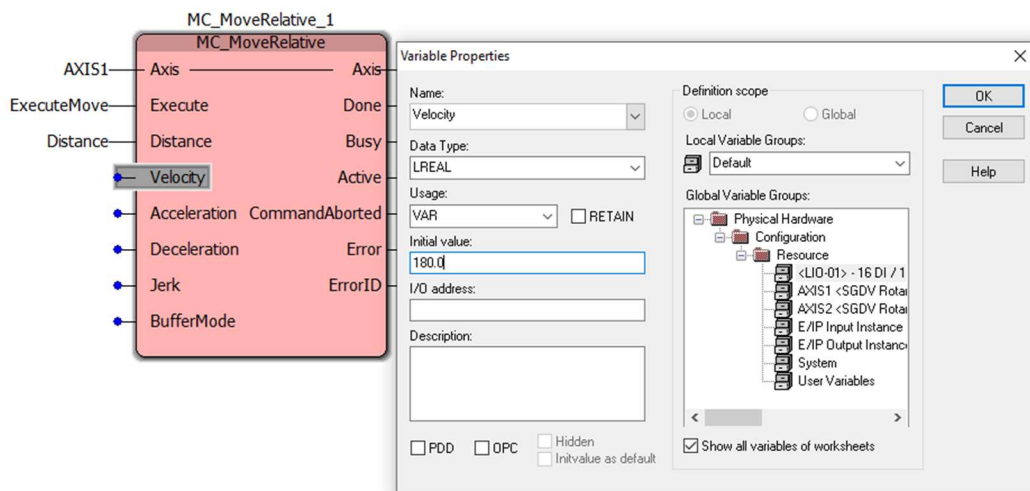 MC_MoveRelative_1
MC_MoveRelative
AXIS1
Axis
Axis
ExecuteMove
Execute
Done
Distance
Distance
Busy
Velocity
Active
Acceleration
CommandAborted
Deceleration
Error
Jerk
ErrorID
BufferMode
Variable Properties
Name:
Velocity
Data Type:
LREAL
Usage:
VAR
RETAIN
Initial value:
180.0
I/O address:
Description:
PDD
OPC
Hidden
Initvalue as default
Definition scope
Local
Global
Local Variable Groups:
Default
Global Variable Groups:
Physical Hardware
Configuration
Resource
<LIO-01> - 16 DI / 1
AXIS1 <SGDV Rota
AXIS2 <SGDV Rota
E/IP Input Instance
E/IP Output Instanc
System
User Variables
Show all variables of worksheets
OK
Cancel
Help